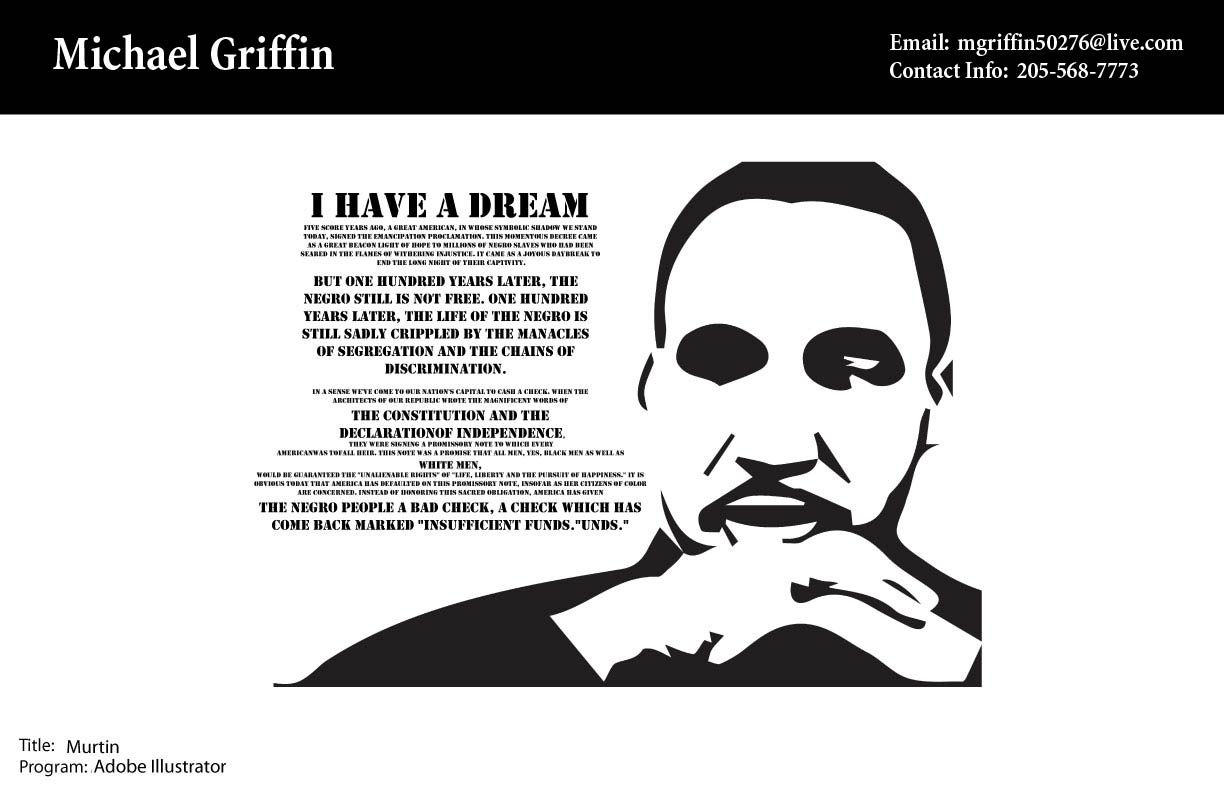 Michael Griffin
Email: mgriffin50276@live.com
Contact Info: 205-568-7773
I HAVE A DREAM
FIVE SCORE YEARS AGO, A GREAT AMERICAN, IN WHOSE SYMBOLIC SHADOW WE STAND
TODAY, SIGNED THE EMANCIPATION PROCLAMATION. THIS MOMENTOUS DECREE CAME
AS A GREAT BEACON LIGHT OF HOPE TO MILLIONS OF NEGRO SLAVES WHO HAD BEEN
SEARED IN THE FLAMES OF WITHERING INJUSTICE. IT CAME AS A JOYOUS DAYBREAK TO
END THE LONG NIGHT OF THEIR CAPTIVITY.
BUT ONE HUNDRED YEARS LATER, THE
NEGRO STILL IS NOT FREE. ONE HUNDRED
YEARS LATER, THE LIFE OF THE NEGRO IS
STILL SADLY CRIPPLED BY THE MANACLES
OF SEGREGATION AND THE CHAINS OF
DISCRIMINATION.
IN A SENSE WE'VE COME TO OUR NATION'S CAPITAL TO CASH A CHECK. WHEN THE
ARCHITECTS OF OUR REPUBLIC WROTE THE MAGNIFICENT WORDS OF
THE CONSTITUTION AND THE
DECLARATIONOF INDEPENDENCE,
THEY WERE SIGNING A PROMISSORY NOTE TO WHICH EVERY
AMERICANWAS TOFALL HEIR. THIS NOTE WAS A PROMISE THAT ALL MEN, YES, BLACK MEN AS WELL AS
WHITE MEN,
WOULD BE GUARANTEED THE "UNALIENABLE RIGHTS" OF "LIFE, LIBERTY AND THE PURSUIT OF HAPPINESS." IT IS
OBVIOUS TODAY THAT AMERICA HAS DEFAULTED ON THIS PROMISSORY NOTE, INSOFAR AS HER CITIZENS OF COLOR
ARE CONCERNED. INSTEAD OF HONORING THIS SACRED OBLIGATION, AMERICA HAS GIVEN
THE NEGRO PEOPLE A BAD CHECK, A CHECK WHICH HAS
COME BACK MARKED "INSUFFICIENT FUNDS."UNDS."
Title: Murtin
Program: Adobe Illustrator